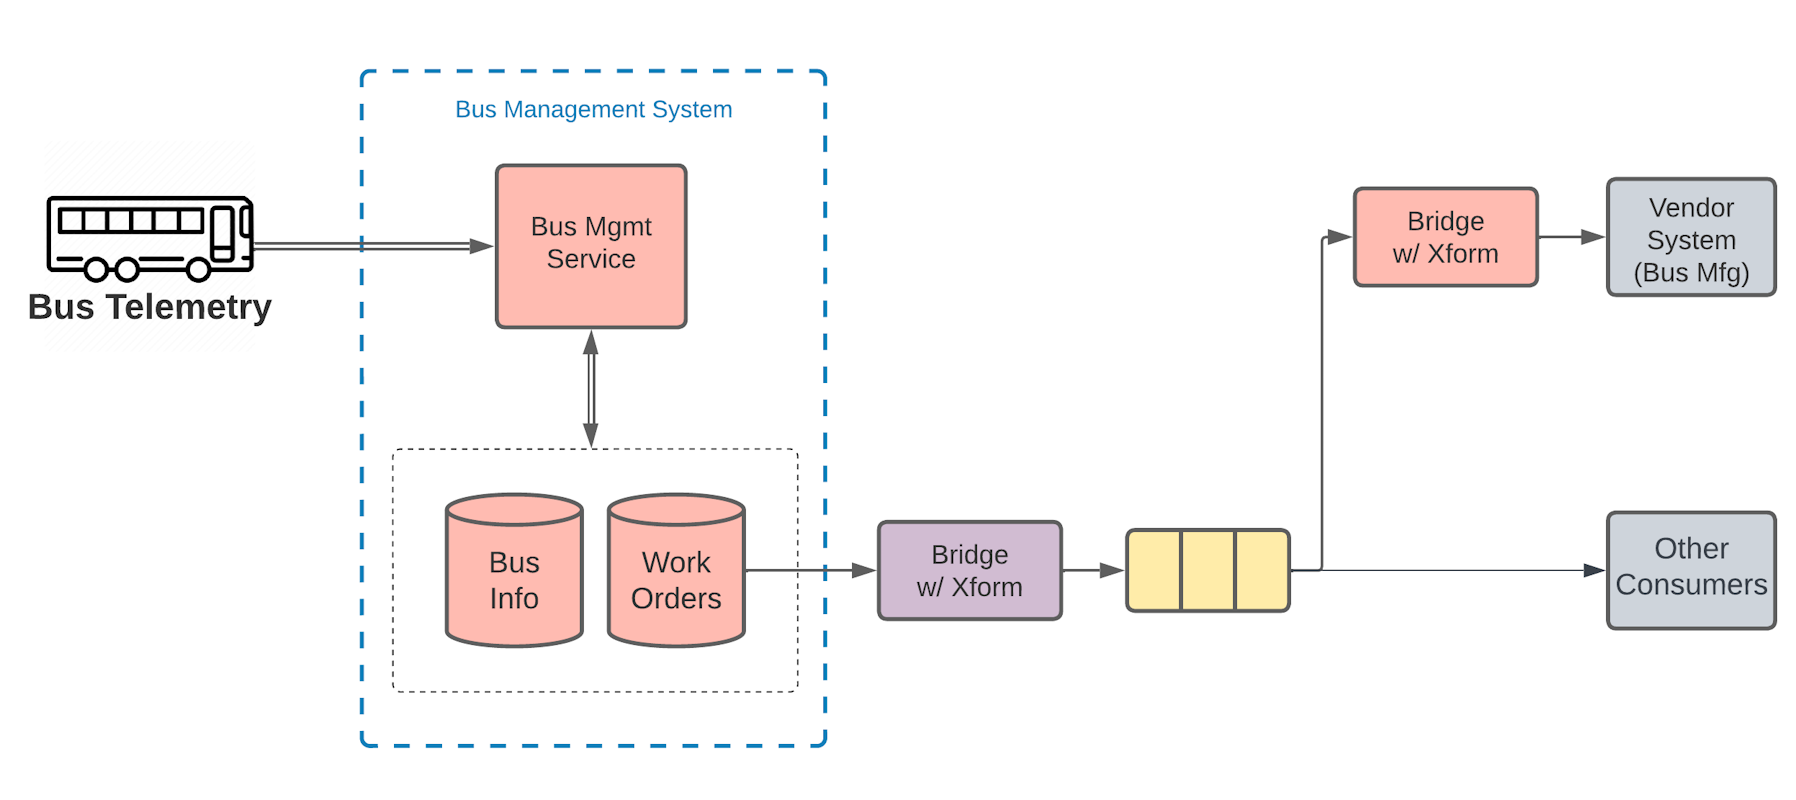 Bus Management System
Bus Mgmt
Service
Bus Telemetry
Bus
Info
Work
Orders
Bridge
w/ Xform
Bridge
w/ Xform
Vendor
System
(Bus Mfg)
Other
Consumers